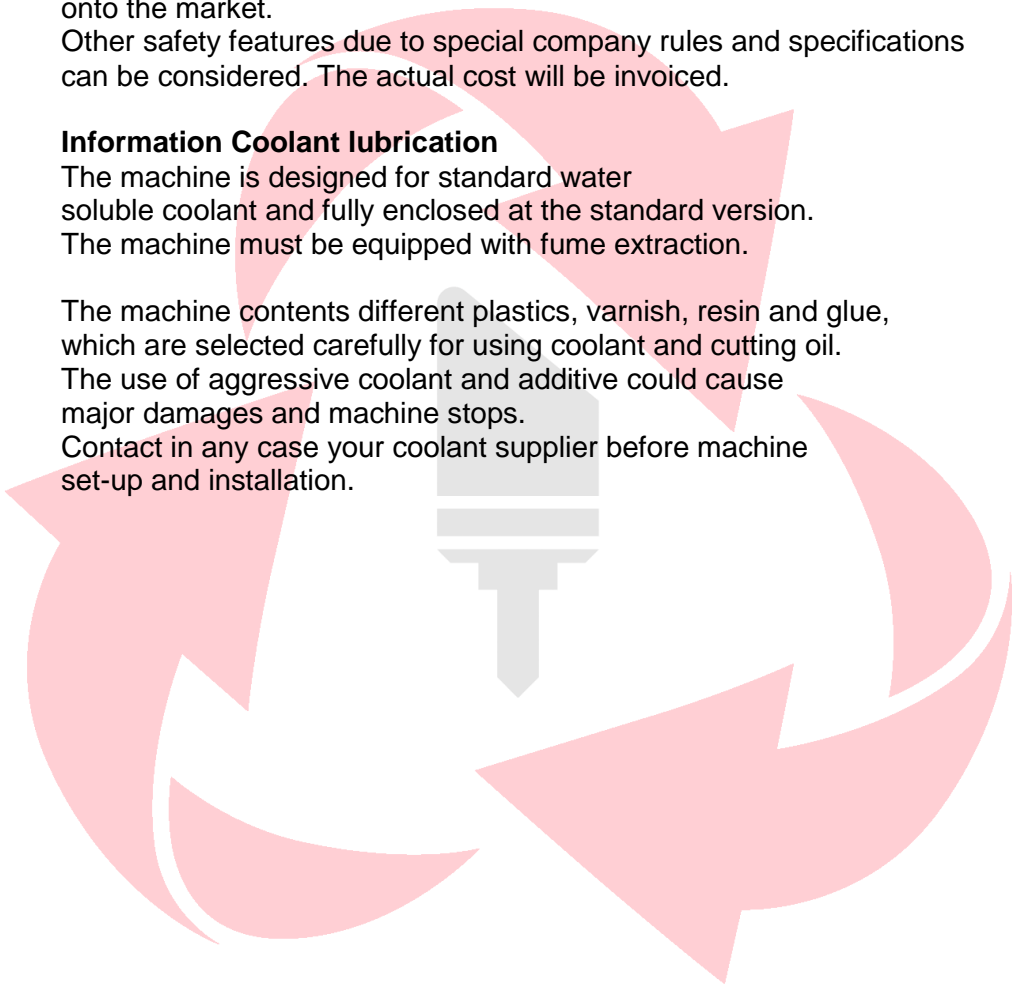 onto the market.
Other safety features due to special company rules and specifications
can be considered. The actual cost will be invoiced.
Information Coolant lubrication
The machine is designed for standard water
soluble coolant and fully enclosed at the standard version.
The machine must be equipped with fume extraction.
The machine contents different plastics, varnish, resin and glue,
which are selected carefully for using coolant and cutting oil.
The use of aggressive coolant and additive could cause
major damages and machine stops.
Contact in any case your coolant supplier before machine
set-up and installation.